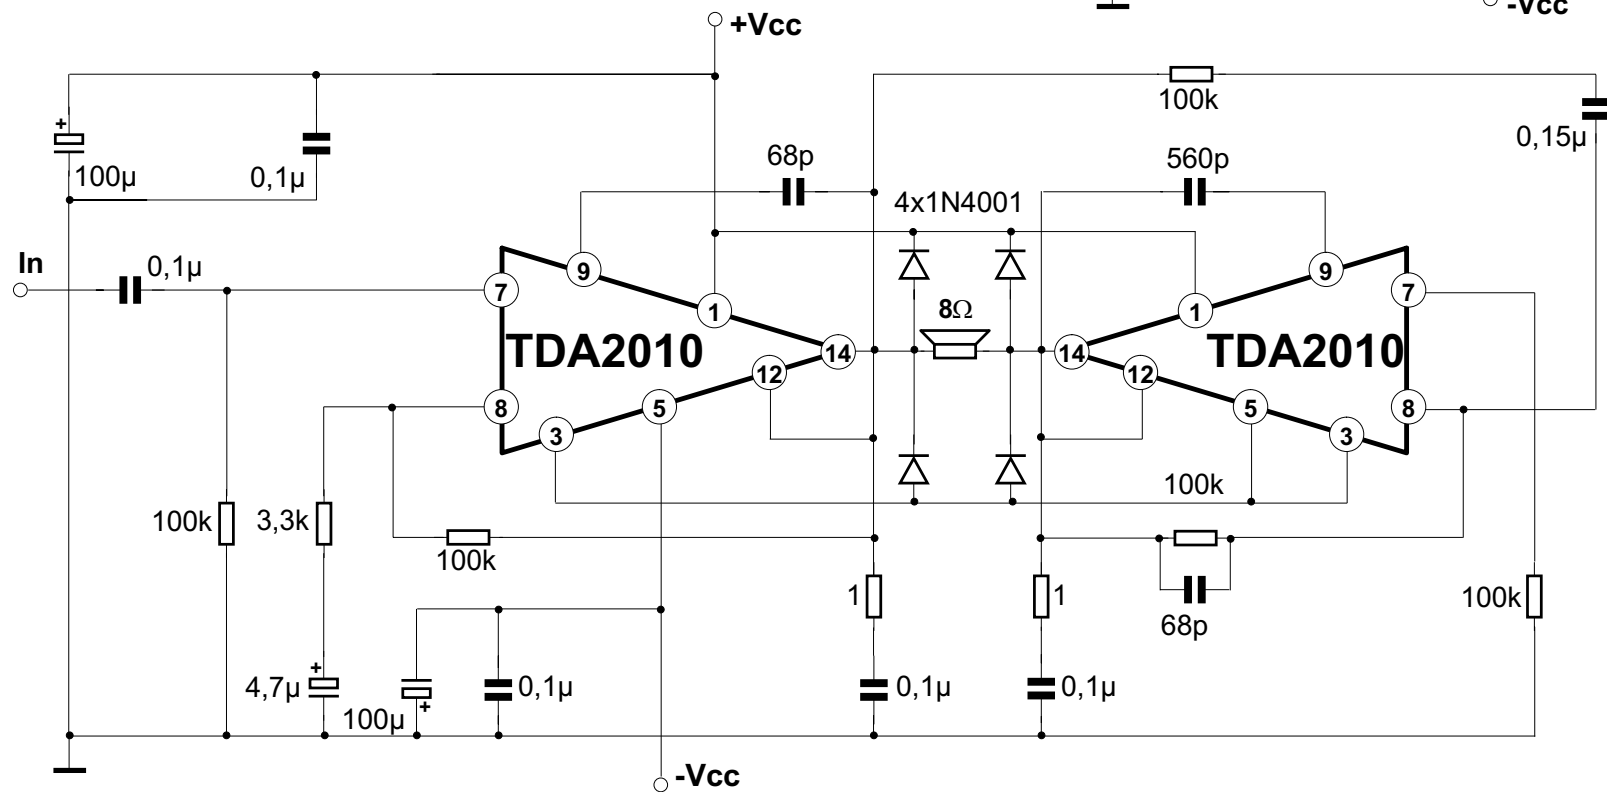 -Vcc
+Vcc
100k
+
100µ
0,1µ
68p
560p
0,15µ
4x1N4001
In
0,1µ
9
9
7
7
1
8Ω
1
TDA2010
14
14
TDA2010
12
12
8
5
5
8
3
3
100k
100k
3,3k
100k
1
1
100k
68p
+
4,7µ
0,1µ
0,1µ
0,1µ
100µ
+
-Vcc